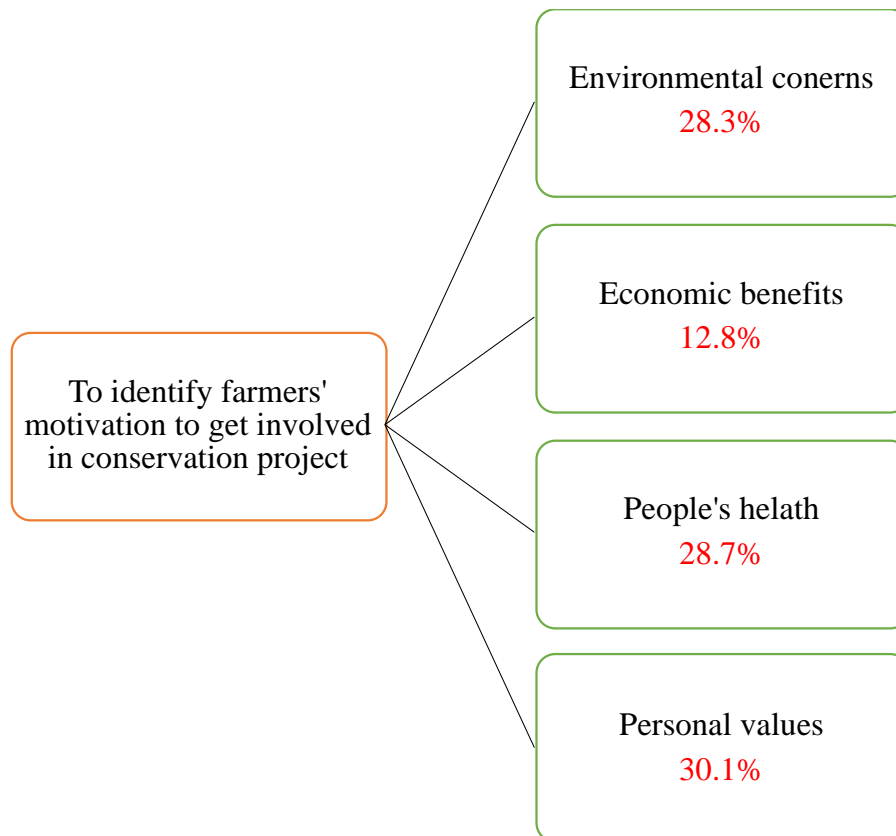 Environmental conerns
28.3%
Economic benefits
12.8%
To identify farmers'
motivation to get involved
in conservation project
People's helath
28.7%
Personal values
30.1%